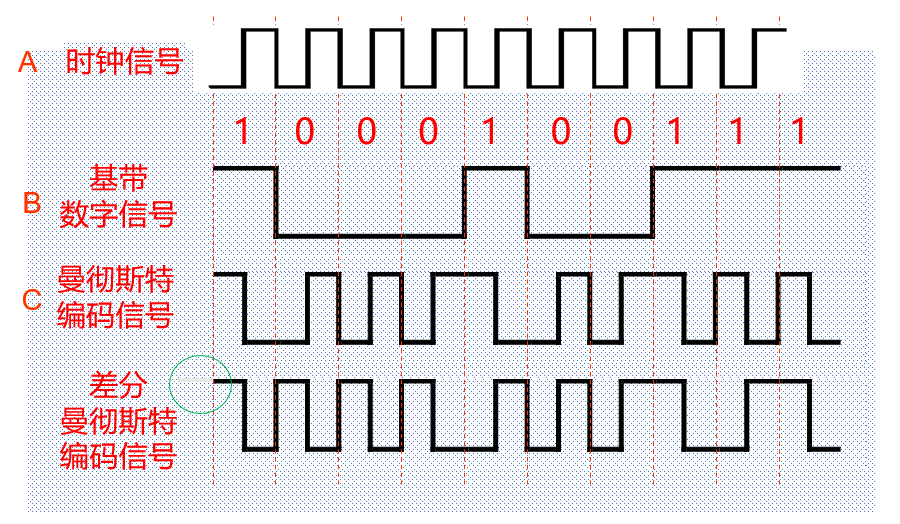 A 时钟信号
1 0 0 0 1 0 0 1 1 1
B
基带
数字信号
C
曼彻斯特
编码信号
差分
曼彻斯特
编码信号